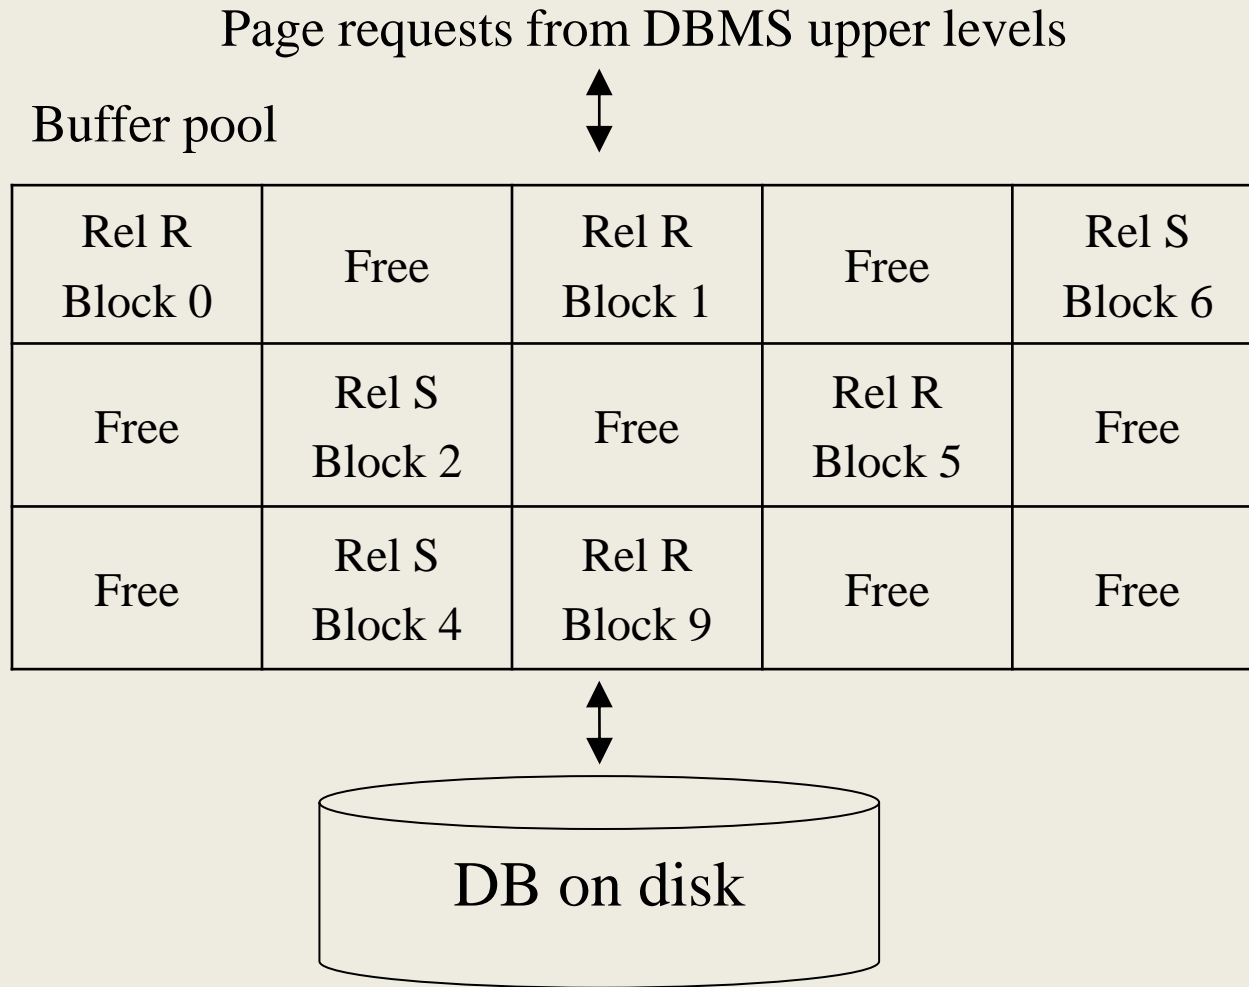 Page requests from DBMS upper levels
Buffer pool
Rel R
Block 0
Free
Rel R
Block 1
Free
Rel S
Block 6
Free
Rel S
Block 2
Free
Rel R
Block 5
Free
Free
Rel S
Block 4
Rel R
Block 9
Free
Free
DB on disk